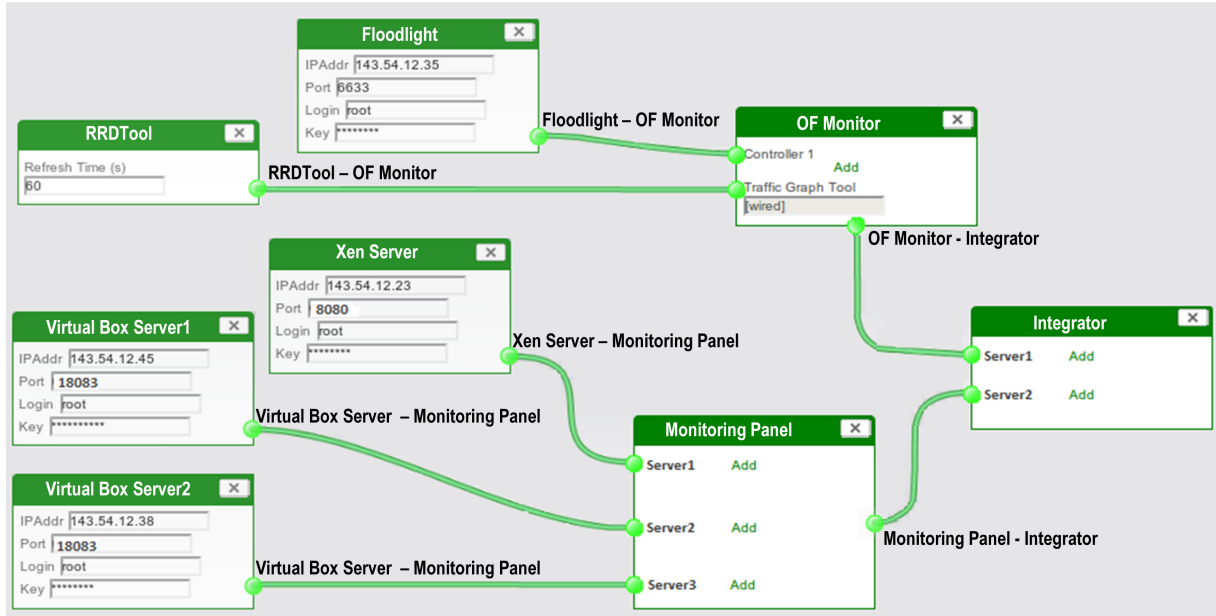 Floodlight
IPAddr 143.54.12.35
Port 6633
Login root
Key ********
Floodlight – OF Monitor
RRDTool
Refresh Time (s)
60
RRDTool – OF Monitor
OF Monitor
Controller 1
Add
Traffic Graph Tool
[wired]
OF Monitor - Integrator
Xen Server
IPAddr 143.54.12.23
Port 8080
Login root
Key ********
Xen Server – Monitoring Panel
Virtual Box Server1
IPAddr 143.54.12.45
Port 18083
Login root
Key **********
Virtual Box Server – Monitoring Panel
Integrator
Server1 Add
Server2 Add
Monitoring Panel
Server1 Add
Server2 Add
Server3 Add
Monitoring Panel - Integrator
Virtual Box Server2
IPAddr 143.54.12.38
Port 18083
Login root
Key ********
Virtual Box Server – Monitoring Panel